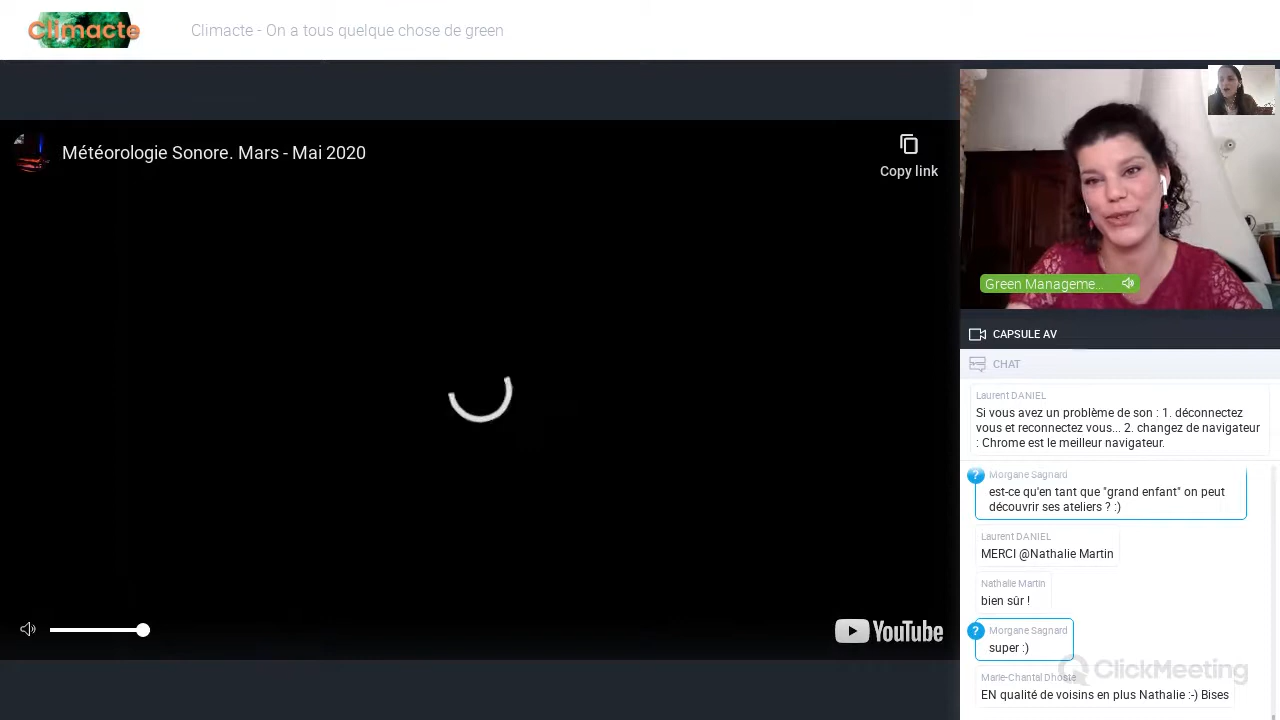 Climacte
Climacte - On a tous quelque chose de green
Météorologie Sonore. Mars - Mai 2020
Copy link
YouTube
Green Manageme...
CAPSULE AV
CHAT
Laurent DANIEL
Si vous avez un problème de son : 1. déconnectez
vous et reconnectez vous... 2. changez de navigateur
: Chrome est le meilleur navigateur.
?
Morgane Sagnard
est-ce qu'en tant que "grand enfant" on peut
découvrir ses ateliers ? :)
Laurent DANIEL
MERCI @Nathalie Martin
Nathalie Martin
bien sûr !
?
Morgane Sagnard
super :)
ClickMeeting
Marie-Chantal Dhoste
EN qualité de voisins en plus Nathalie :-) Bises